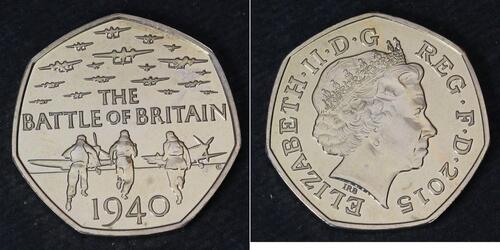 THE
BATTLE OF BRITAIN
1940
ELIZABETH·II·D·G REG·F·D·2015
IRB